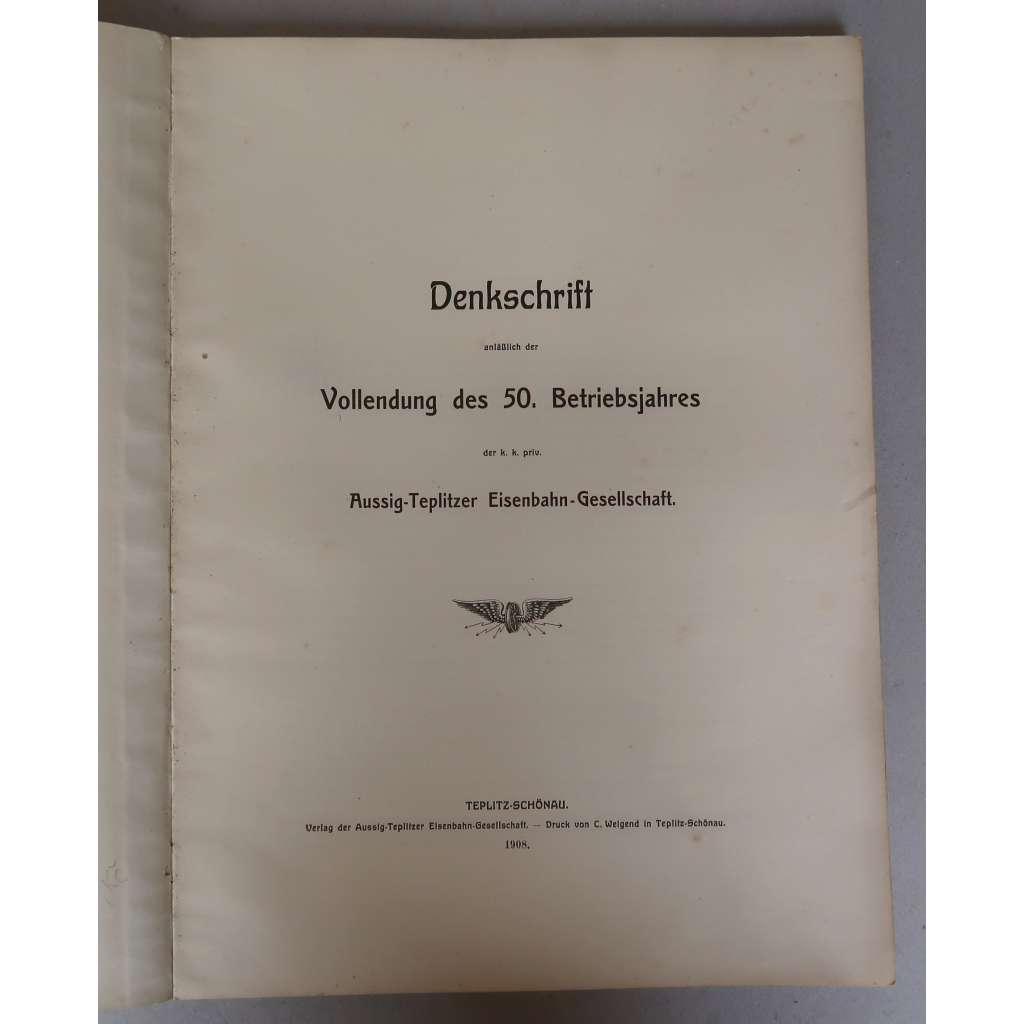 Denkschrift
anläßlich der
Vollendung des 50. Betriebsjahres
der k. k. priv.
Aussig-Teplitzer Eisenbahn-Gesellschaft.
TEPLITZ-SCHÖNAU.
Verlag der Aussig-Teplitzer Eisenbahn-Gesellschaft. — Druck von C. Weigend in Teplitz-Schönau.
1908.